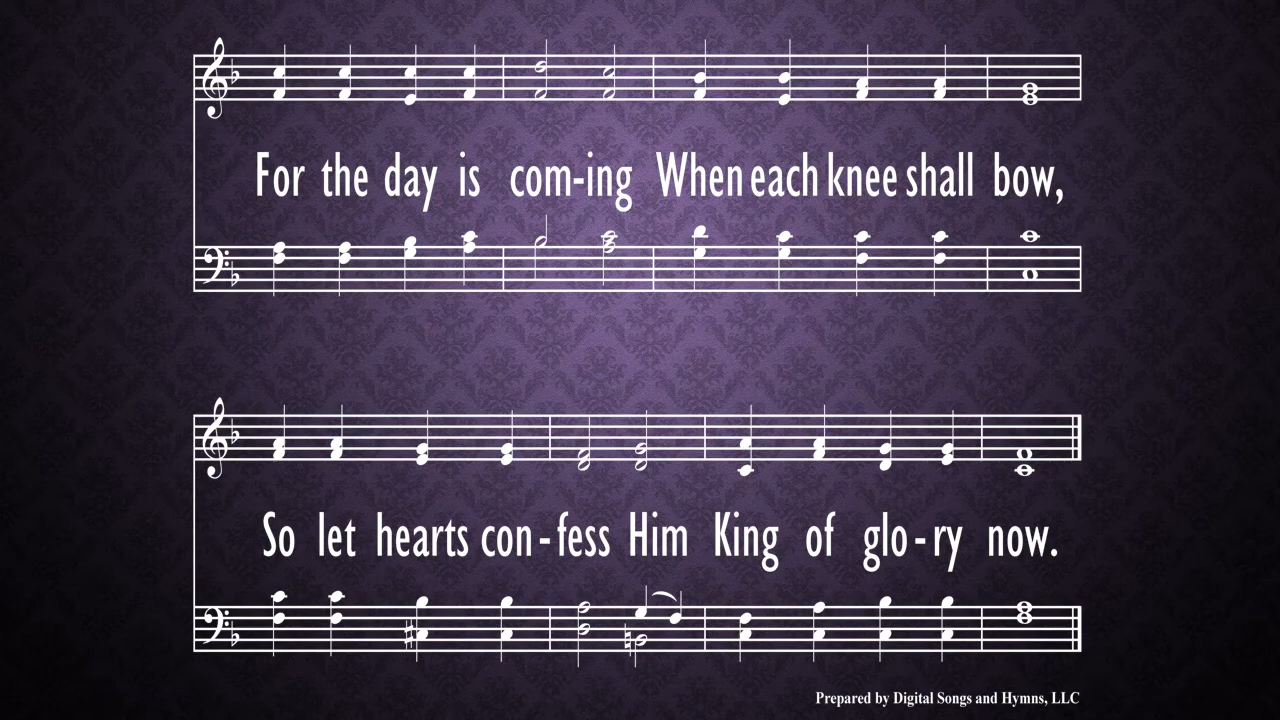 For the day is com-ing When each knee shall bow,
So let hearts con-fess Him King of glo-ry now.
Prepared by Digital Songs and Hymns, LLC